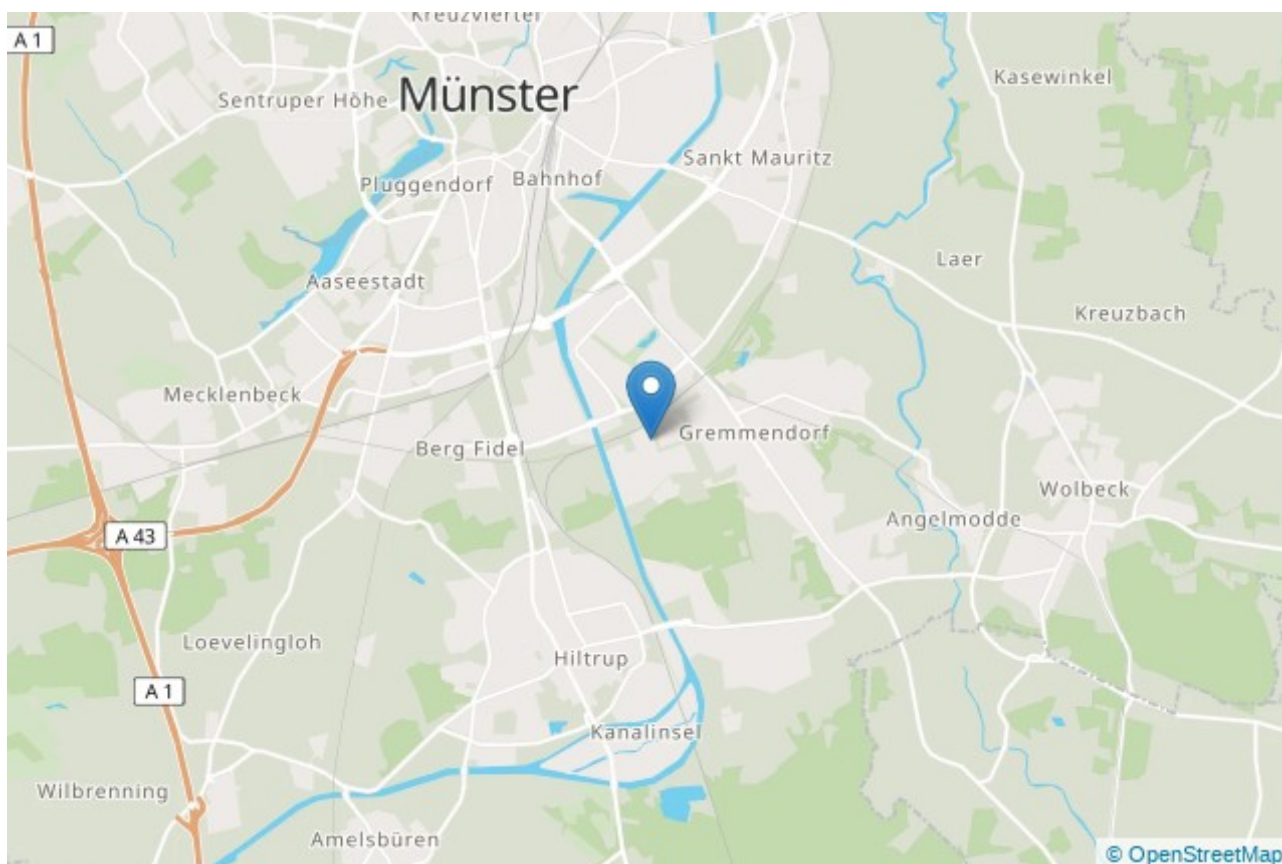 Kreuzviertel
A 1
Kasewinkel
Münster
Sentruper Höhe
Sankt Mauritz
Bahnhof
Pluggendorf
Laer
Aaseestadt
Kreuzbach
Mecklenbeck
Gremmendorf
Berg Fidel
Wolbeck
Angelmodde
A 43
Loevelingloh
Hiltrup
A 1
Kanalinsel
Wilbrenning
Amelsbüren
© OpenStreetMap